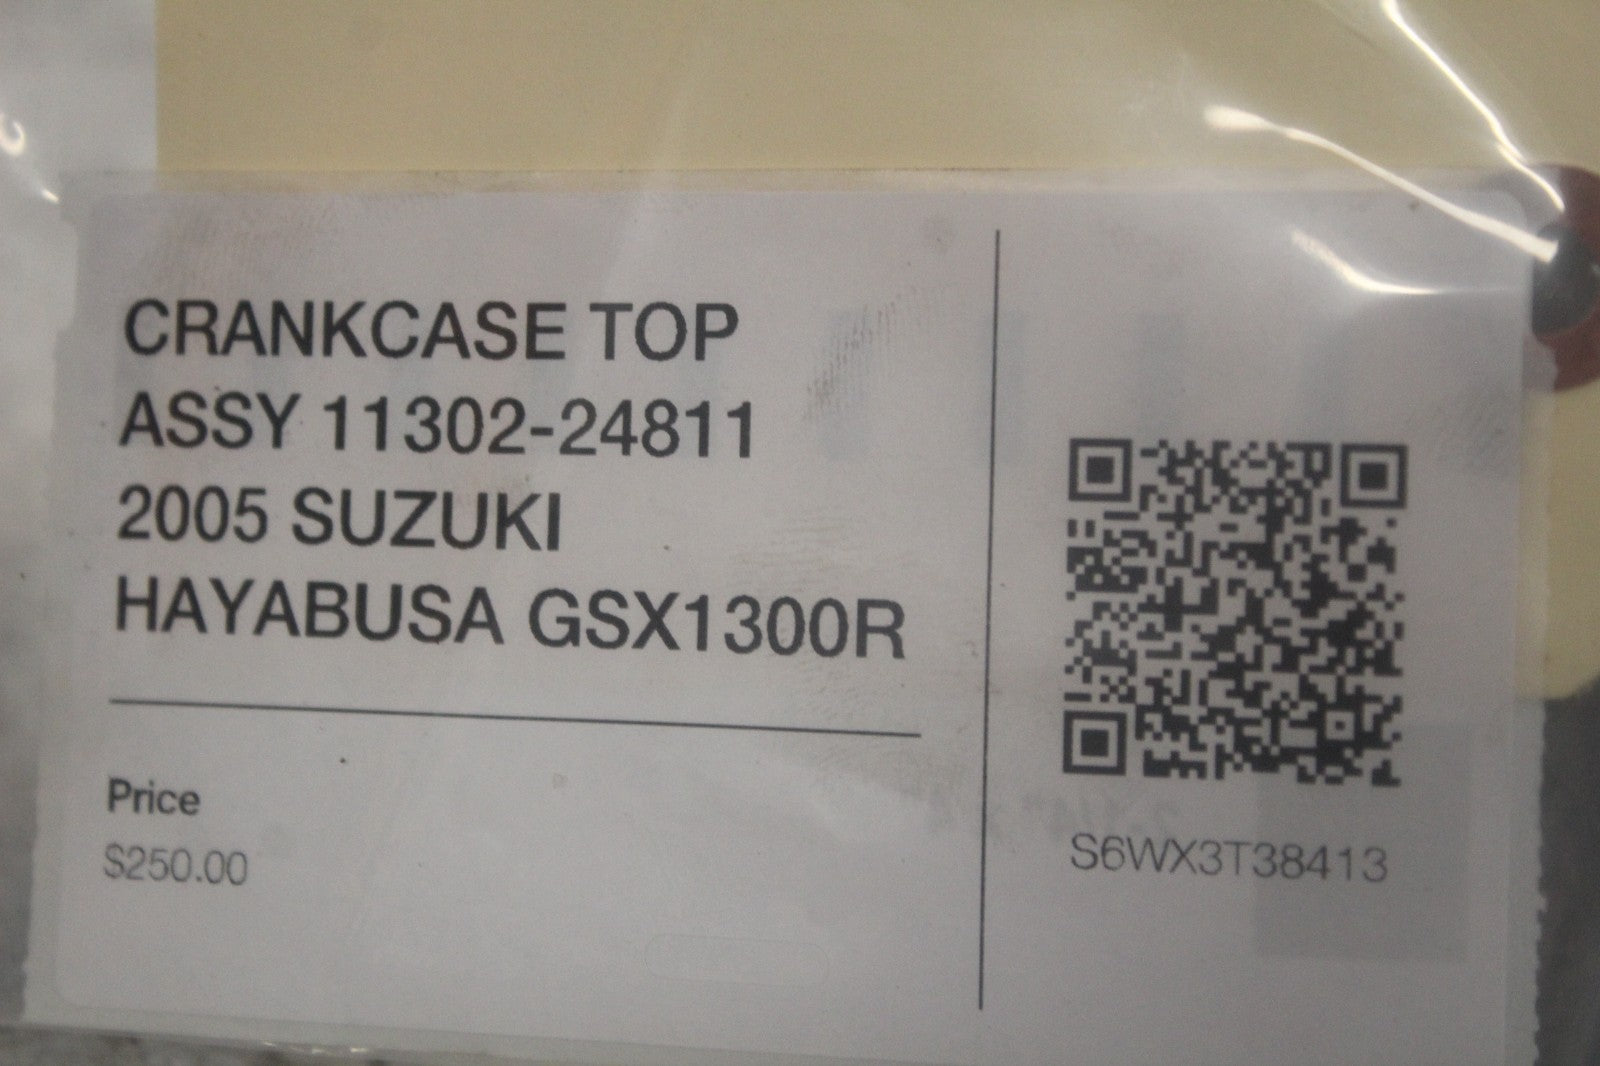 CRANKCASE TOP
ASSY 11302-24811
2005 SUZUKI
HAYABUSA GSX1300R
Price
$250.00
S6WX3T38413